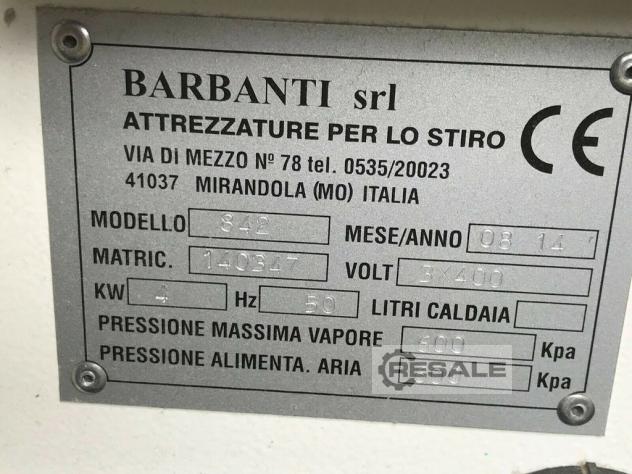 BARBANTI srl
ATTREZZATURE PER LO STIRO CE
VIA DI MEZZO Nº 78 tel. 0535/20023
41037 MIRANDOLA (MO) ITALIA
MODELLO 842 MESE/ANNO 08 14
MATRIC. 140347 VOLT 3x400
KW 4 Hz 50 LITRI CALDAIA
PRESSIONE MASSIMA VAPORE 600 Kpa
PRESSIONE ALIMENTA. ARIA Kpa
RESALE